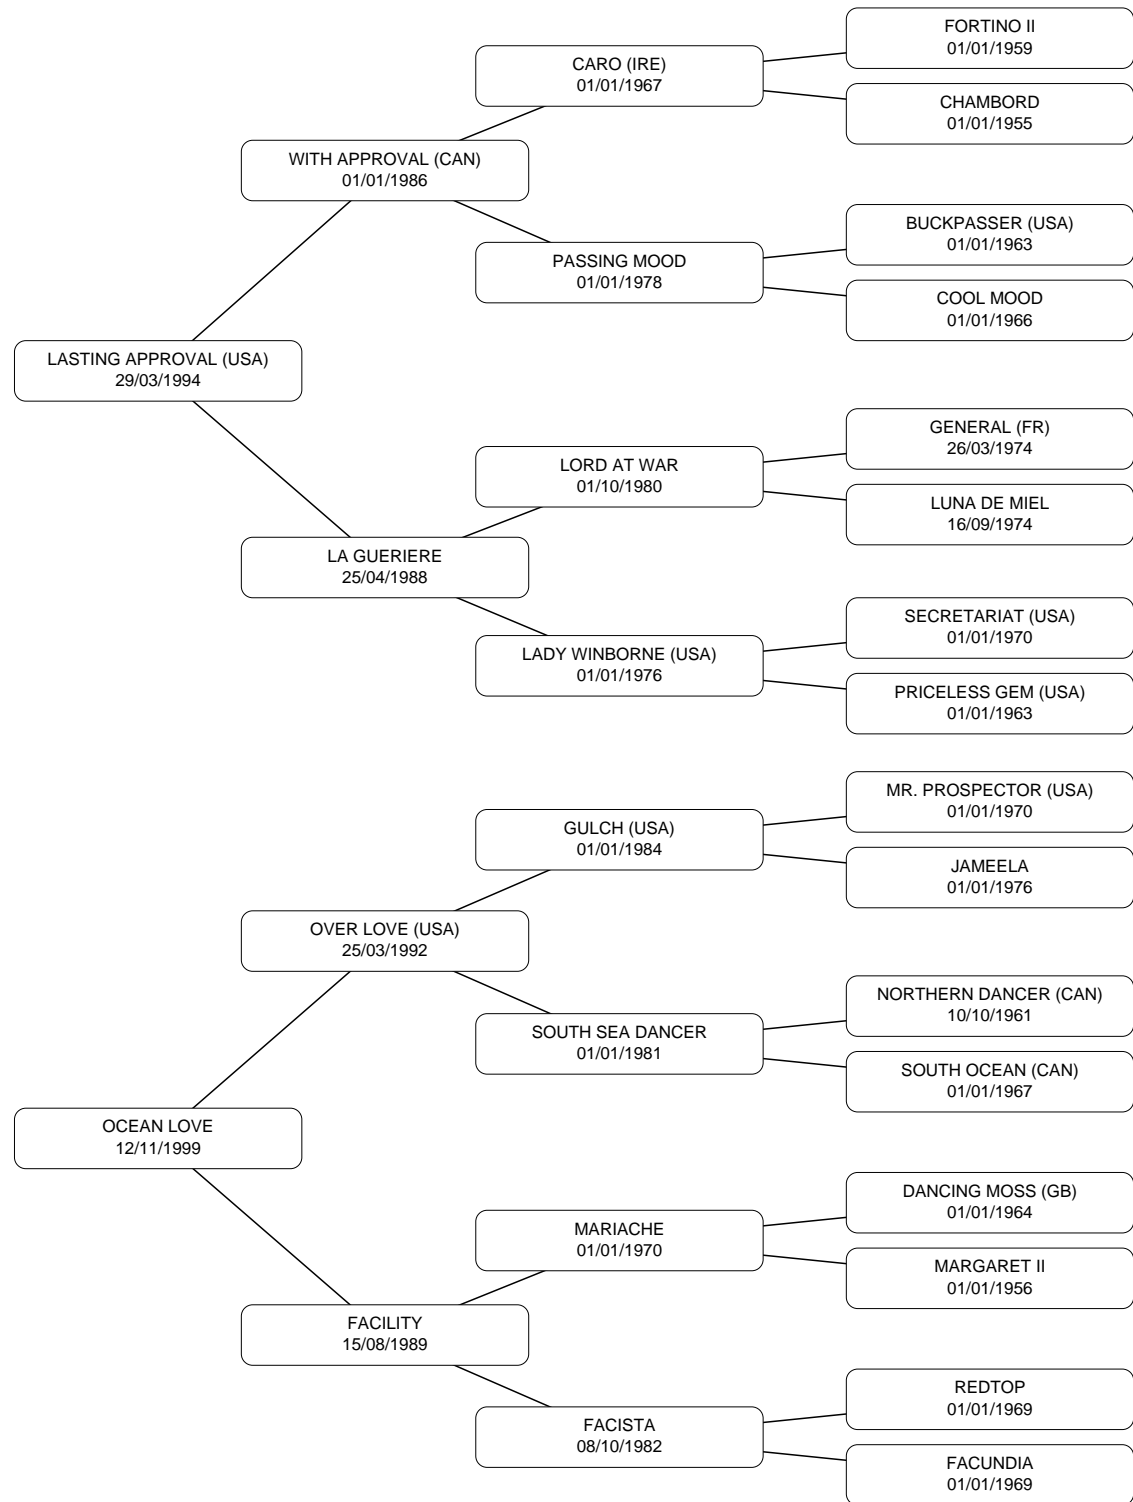 FORTINO II
01/01/1959
CARO (IRE)
01/01/1967
CHAMBORD
01/01/1955
WITH APPROVAL (CAN)
01/01/1986
BUCKPASSER (USA)
01/01/1963
PASSING MOOD
01/01/1978
COOL MOOD
01/01/1966
LASTING APPROVAL (USA)
29/03/1994
GENERAL (FR)
26/03/1974
LORD AT WAR
01/10/1980
LUNA DE MIEL
16/09/1974
LA GUERIERE
25/04/1988
SECRETARIAT (USA)
01/01/1970
LADY WINBORNE (USA)
01/01/1976
PRICELESS GEM (USA)
01/01/1963
MR. PROSPECTOR (USA)
01/01/1970
GULCH (USA)
01/01/1984
JAMEELA
01/01/1976
OVER LOVE (USA)
25/03/1992
NORTHERN DANCER (CAN)
10/10/1961
SOUTH SEA DANCER
01/01/1981
SOUTH OCEAN (CAN)
01/01/1967
OCEAN LOVE
12/11/1999
DANCING MOSS (GB)
01/01/1964
MARIACHE
01/01/1970
MARGARET II
01/01/1956
FACILITY
15/08/1989
REDTOP
01/01/1969
FACISTA
08/10/1982
FACUNDIA
01/01/1969